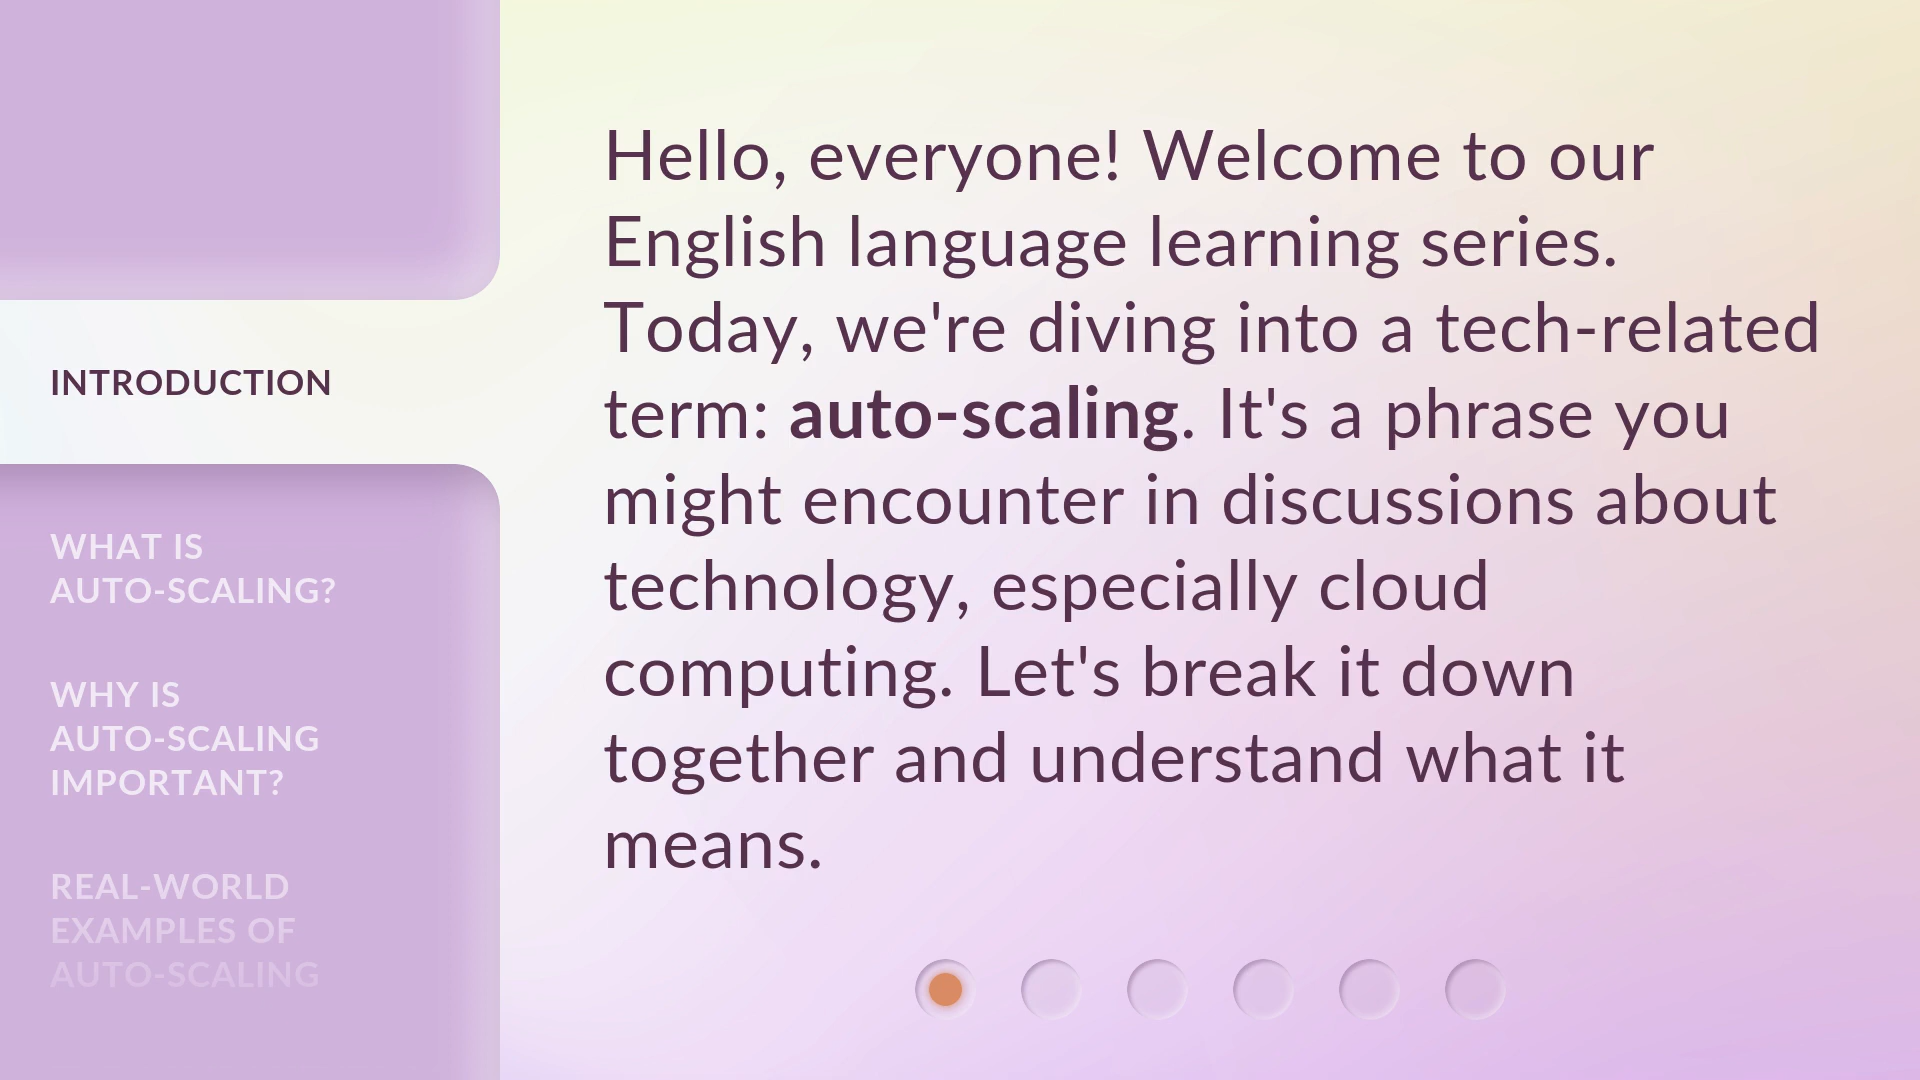 INTRODUCTION
WHAT IS
AUTO-SCALING?
WHY IS
AUTO-SCALING
IMPORTANT?
REAL-WORLD
EXAMPLES OF
AUTO-SCALING
Hello, everyone! Welcome to our
English language learning series.
Today, we're diving into a tech-related
term: auto-scaling. It's a phrase you
might encounter in discussions about
technology, especially cloud
computing. Let's break it down
together and understand what it
means.